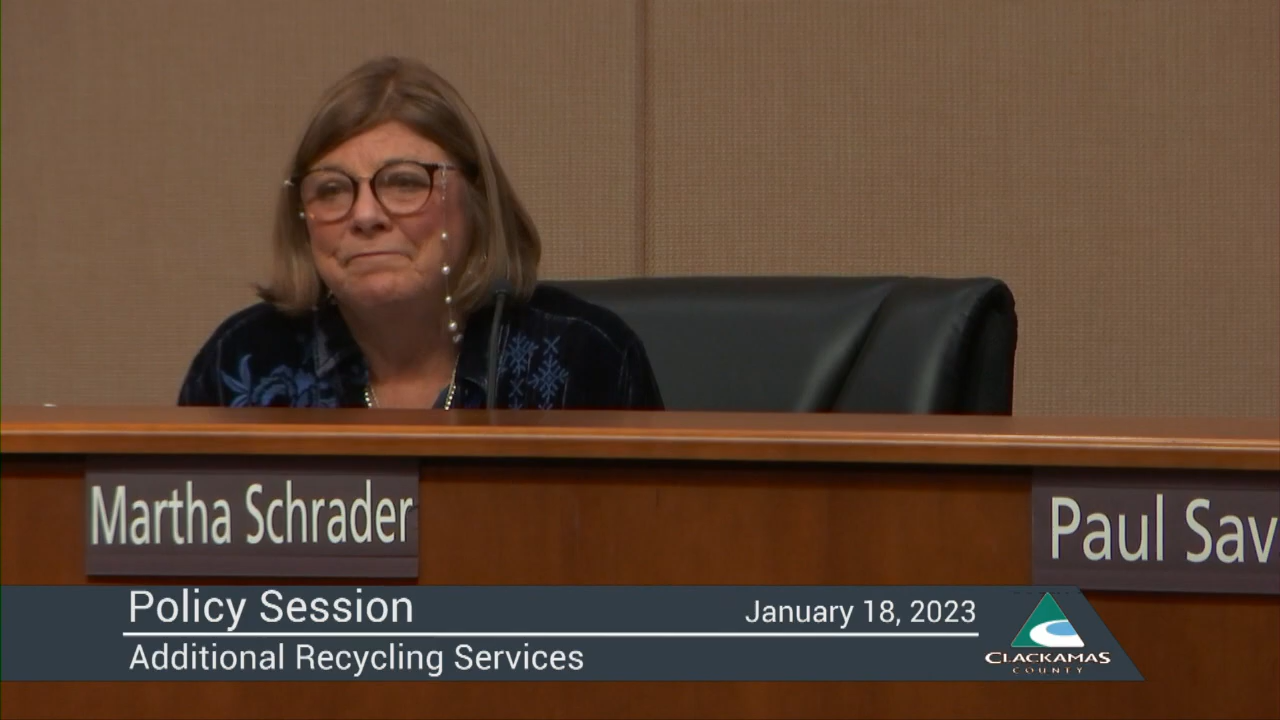 Martha Schrader
Paul Sav
Policy Session
January 18, 2023
Additional Recycling Services
CLACKAMAS
COUNTY